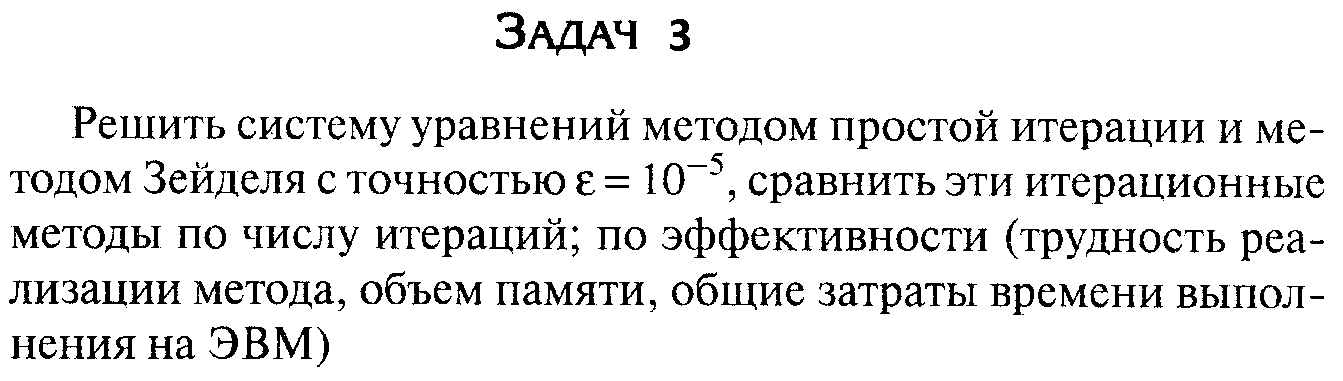 ЗАДАЧ 3
Решить систему уравнений методом простой итерации и ме-
тодом Зейделя с точностью ε = 10⁻⁵, сравнить эти итерационные
методы по числу итераций; по эффективности (трудность реа-
лизации метода, объем памяти, общие затраты времени выпол-
нения на ЭВМ)